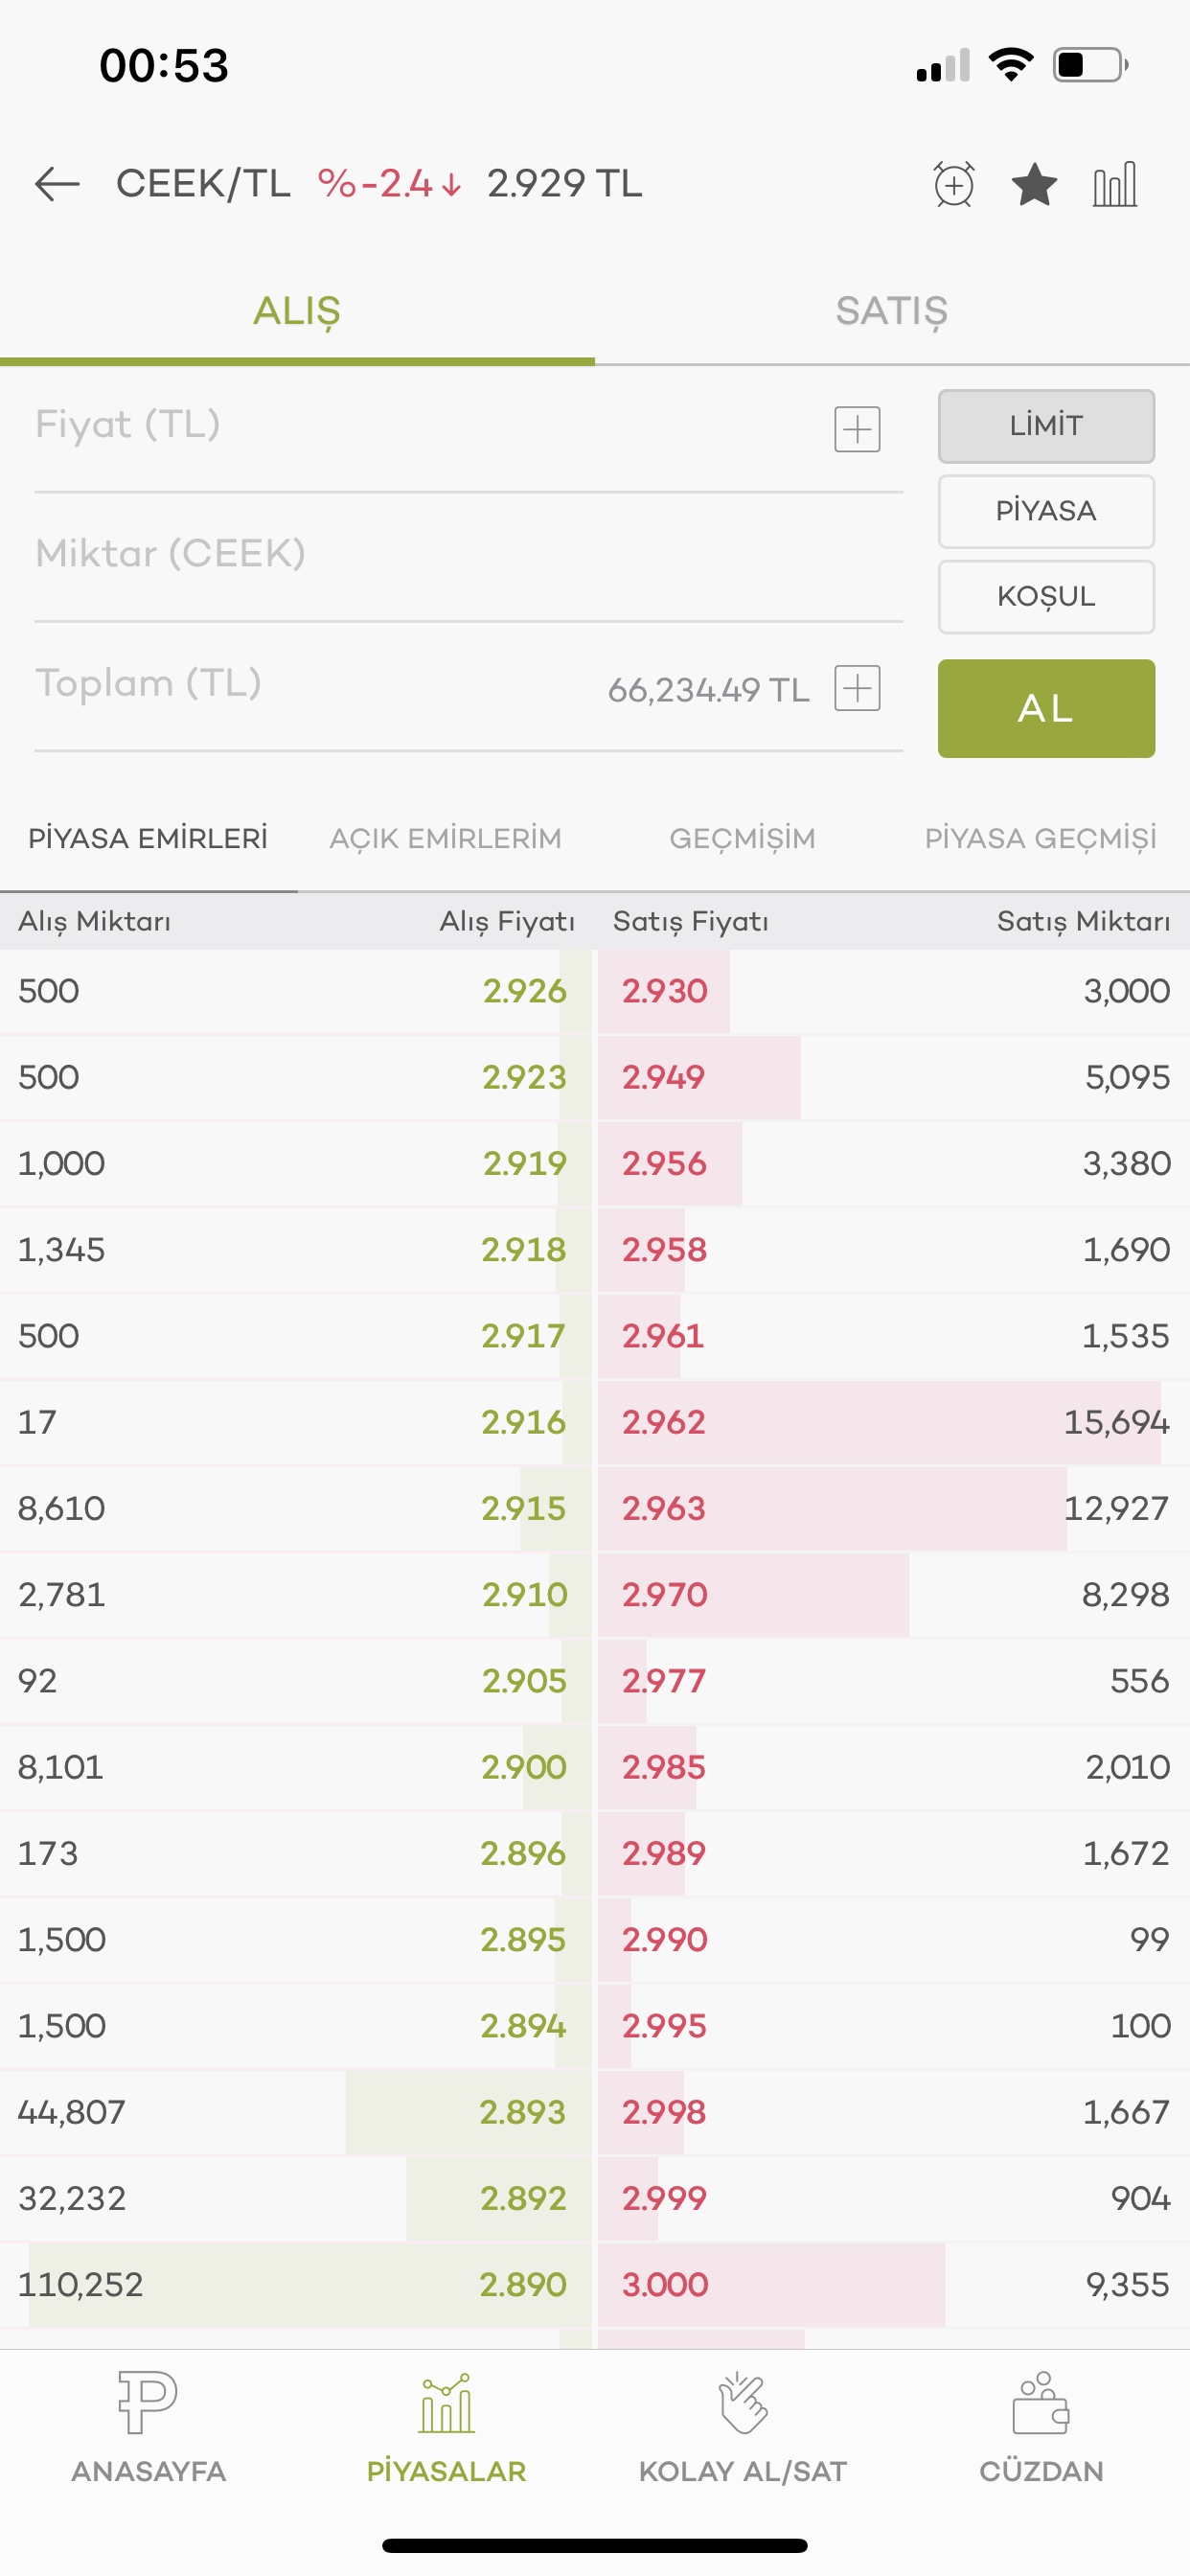 00:53
CEEK/TL %-2.4↓ 2.929 TL
ALIŞ SATIŞ
Fiyat (TL) LİMİT
PİYASA
Miktar (CEEK)
KOŞUL
Toplam (TL) 66,234.49 TL AL
PİYASA EMİRLERİ AÇIK EMİRLERİM GEÇMİŞİM PİYASA GEÇMİŞİ
Alış Miktarı Alış Fiyatı Satış Fiyatı Satış Miktarı
500 2.926 2.930 3,000
500 2.923 2.949 5,095
1,000 2.919 2.956 3,380
1,345 2.918 2.958 1,690
500 2.917 2.961 1,535
17 2.916 2.962 15,694
8,610 2.915 2.963 12,927
2,781 2.910 2.970 8,298
92 2.905 2.977 556
8,101 2.900 2.985 2,010
173 2.896 2.989 1,672
1,500 2.895 2.990 99
1,500 2.894 2.995 100
44,807 2.893 2.998 1,667
32,232 2.892 2.999 904
110,252 2.890 3.000 9,355
ANASAYFA PİYASALAR KOLAY AL/SAT CÜZDAN